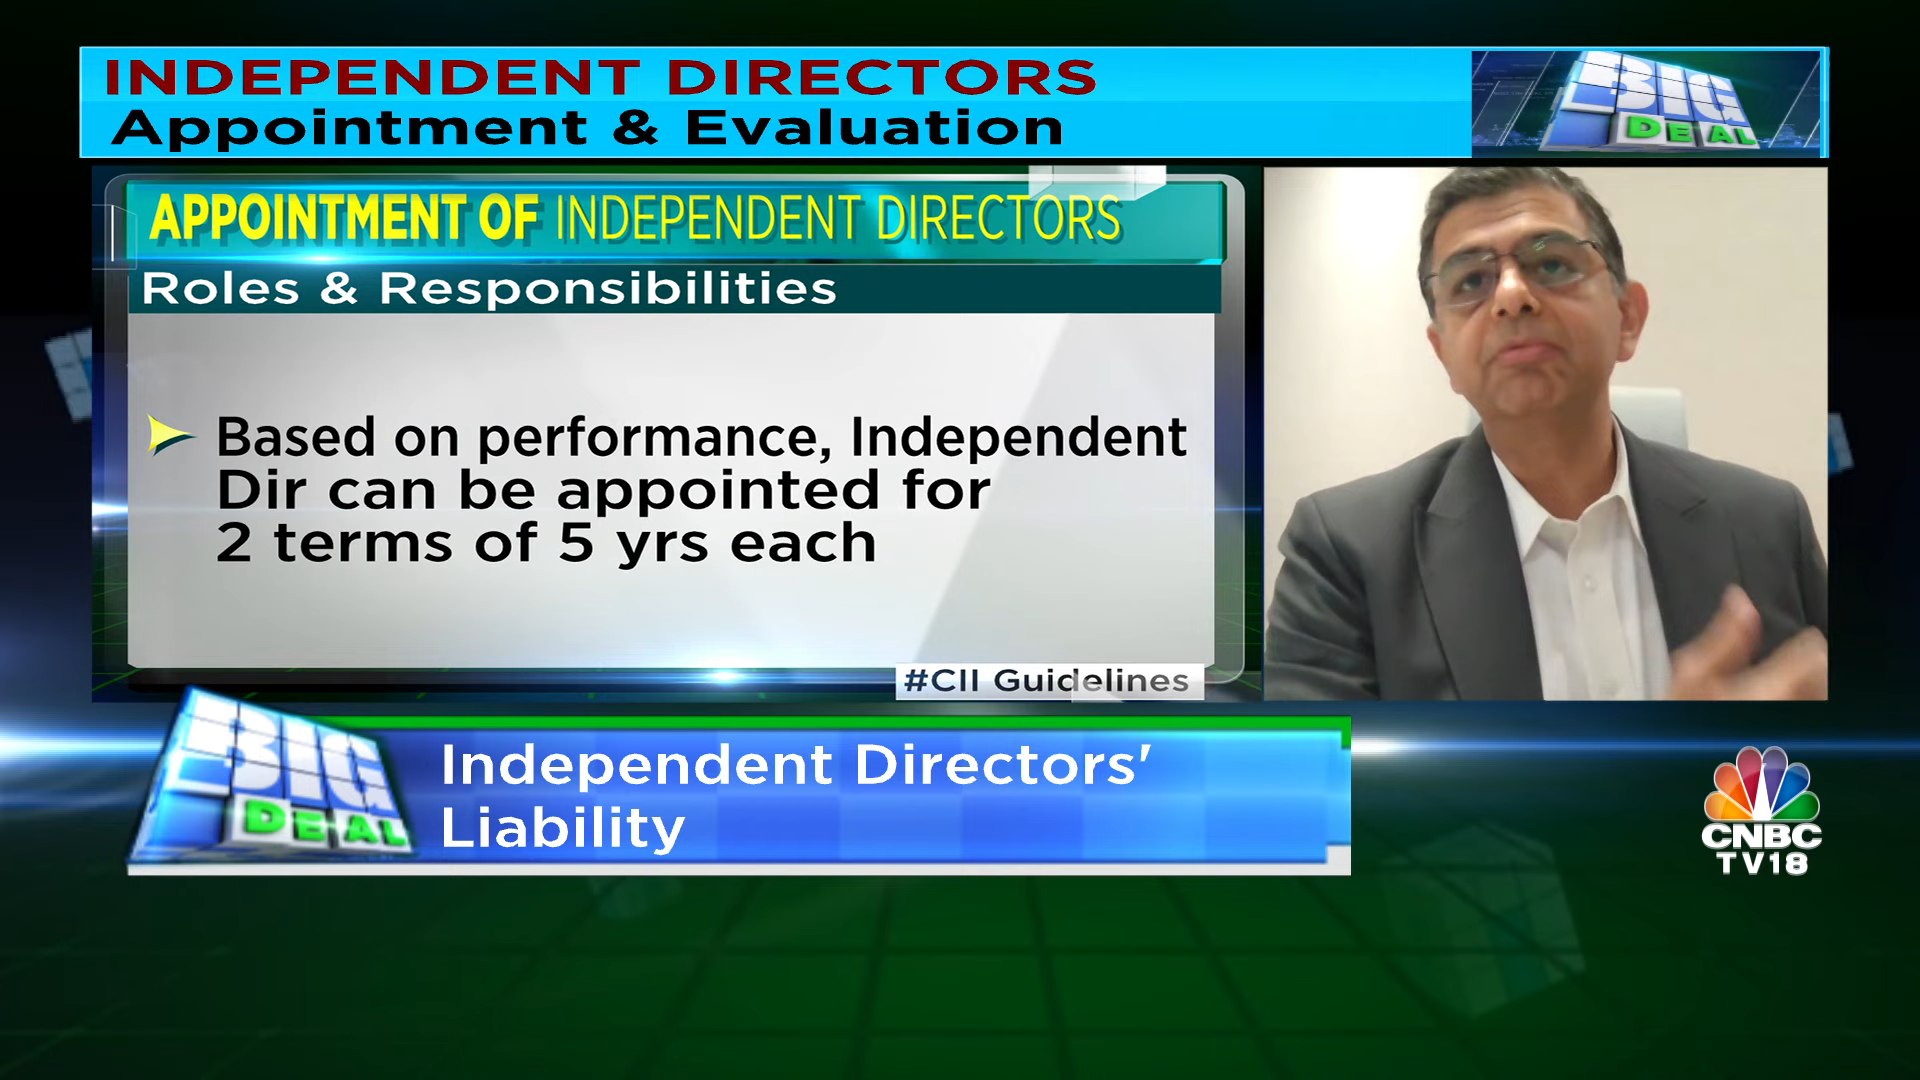 INDEPENDENT DIRECTORS
Appointment & Evaluation
BIG
DEAL
APPOINTMENT OF INDEPENDENT DIRECTORS
Roles & Responsibilities
Based on performance, Independent
Dir can be appointed for
2 terms of 5 yrs each
#CII Guidelines
BIG
DEAL
Independent Directors'
Liability
CNBC
TV18